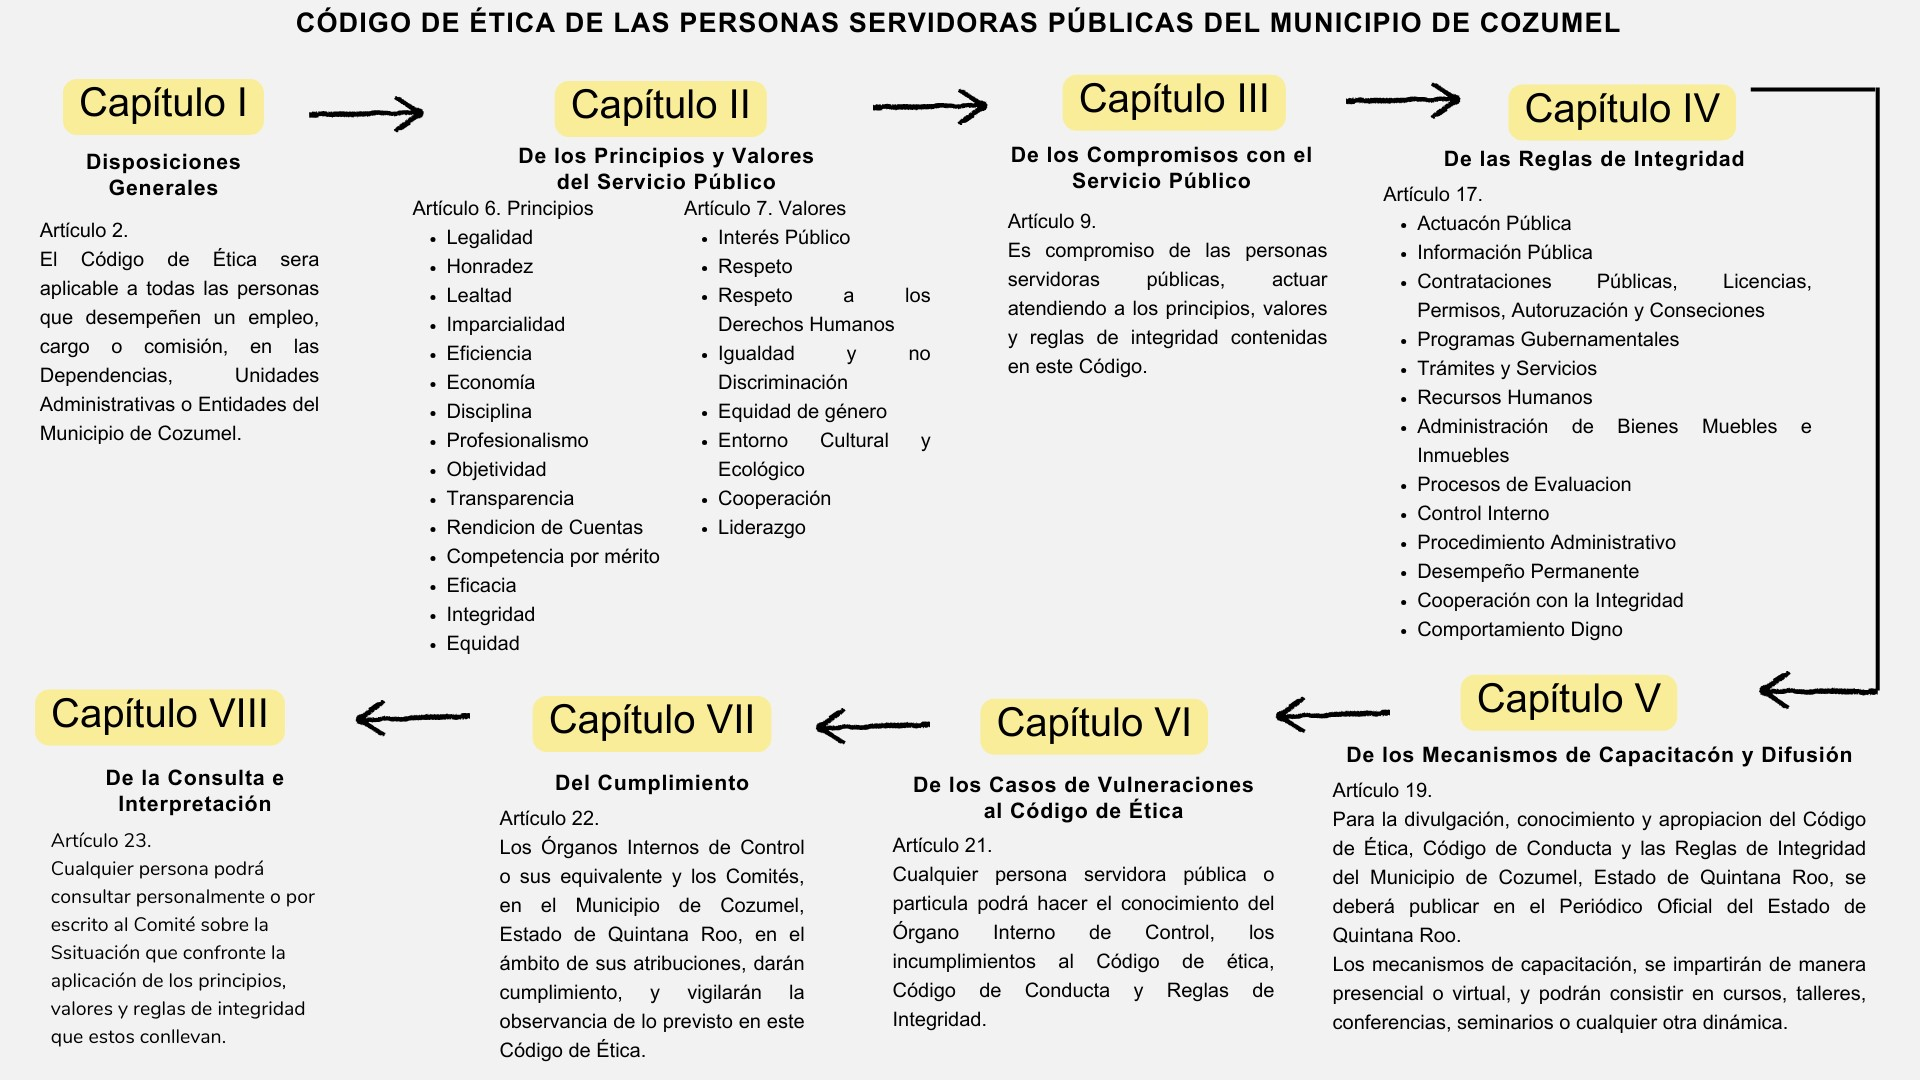 CÓDIGO DE ÉTICA DE LAS PERSONAS SERVIDORAS PÚBLICAS DEL MUNICIPIO DE COZUMEL
Capítulo I
Disposiciones
Generales
Artículo 2.
El Código de Ética sera
aplicable a todas las personas
que desempeñen un empleo,
cargo o comisión, en las
Dependencias, Unidades
Administrativas o Entidades del
Municipio de Cozumel.
Capítulo II
De los Principios y Valores
del Servicio Público
Artículo 6. Principios
• Legalidad
• Honradez
• Lealtad
• Imparcialidad
• Eficiencia
• Economía
• Disciplina
• Profesionalismo
• Objetividad
• Transparencia
• Rendicion de Cuentas
• Competencia por mérito
• Eficacia
• Integridad
• Equidad
Artículo 7. Valores
• Interés Público
• Respeto
• Respeto a los
Derechos Humanos
• Igualdad y no
Discriminación
• Equidad de género
• Entorno Cultural y
Ecológico
• Cooperación
• Liderazgo
Capítulo III
De los Compromisos con el
Servicio Público
Artículo 9.
Es compromiso de las personas
servidoras públicas, actuar
atendiendo a los principios, valores
y reglas de integridad contenidas
en este Código.
Capítulo IV
De las Reglas de Integridad
Artículo 17.
• Actuacón Pública
• Información Pública
• Contrataciones Públicas, Licencias,
Permisos, Autoruzación y Conseciones
• Programas Gubernamentales
• Trámites y Servicios
• Recursos Humanos
• Administración de Bienes Muebles e
Inmuebles
• Procesos de Evaluacion
• Control Interno
• Procedimiento Administrativo
• Desempeño Permanente
• Cooperación con la Integridad
• Comportamiento Digno
Capítulo V
De los Mecanismos de Capacitacón y Difusión
Artículo 19.
Para la divulgación, conocimiento y apropiacion del Código
de Ética, Código de Conducta y las Reglas de Integridad
del Municipio de Cozumel, Estado de Quintana Roo, se
deberá publicar en el Periódico Oficial del Estado de
Quintana Roo.
Los mecanismos de capacitación, se impartirán de manera
presencial o virtual, y podrán consistir en cursos, talleres,
conferencias, seminarios o cualquier otra dinámica.
Capítulo VI
De los Casos de Vulneraciones
al Código de Ética
Artículo 21.
Cualquier persona servidora pública o
particula podrá hacer el conocimiento del
Órgano Interno de Control, los
incumplimientos al Código de ética,
Código de Conducta y Reglas de
Integridad.
Capítulo VII
Del Cumplimiento
Artículo 22.
Los Órganos Internos de Control
o sus equivalente y los Comités,
en el Municipio de Cozumel,
Estado de Quintana Roo, en el
ámbito de sus atribuciones, darán
cumplimiento, y vigilarán la
observancia de lo previsto en este
Código de Ética.
Capítulo VIII
De la Consulta e
Interpretación
Artículo 23.
Cualquier persona podrá
consultar personalmente o por
escrito al Comité sobre la
Ssituación que confronte la
aplicación de los principios,
valores y reglas de integridad
que estos conllevan.